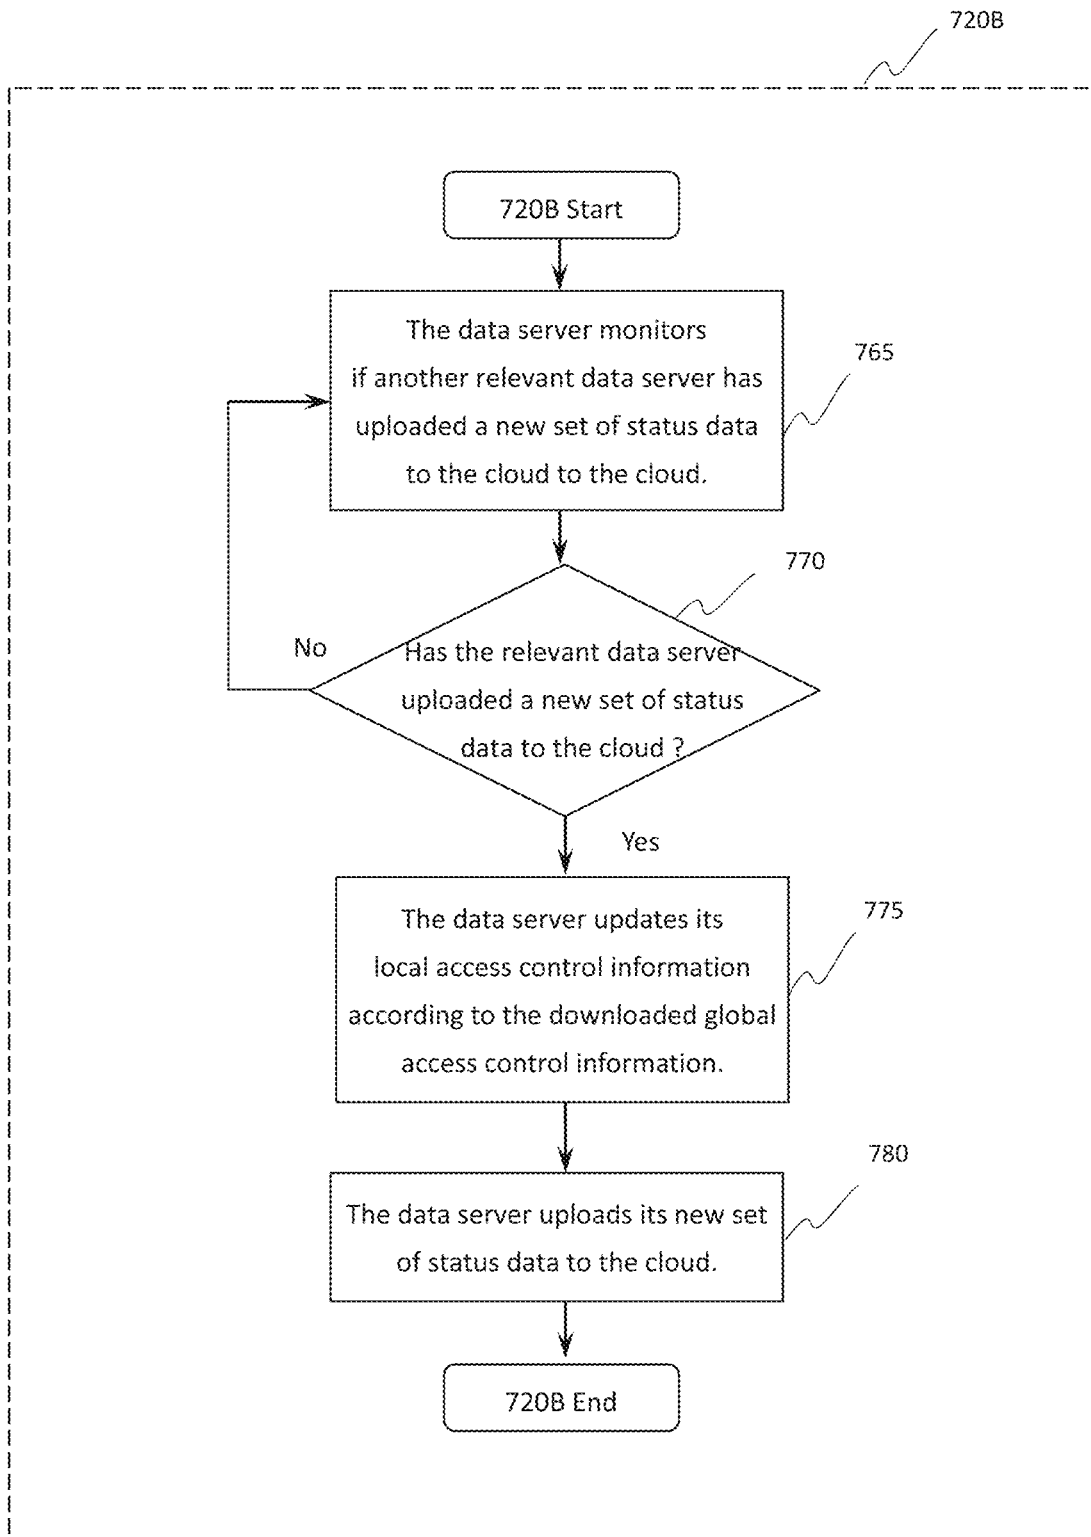 720B
720B Start
The data server monitors
if another relevant data server has
uploaded a new set of status data
to the cloud to the cloud.
765
770
No
Has the relevant data server
uploaded a new set of status
data to the cloud ?
Yes
The data server updates its
local access control information
according to the downloaded global
access control information.
775
780
The data server uploads its new set
of status data to the cloud.
720B End